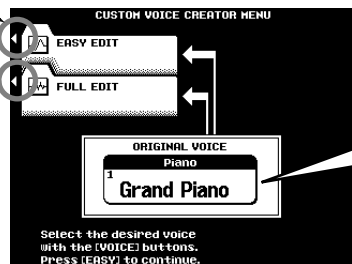 CUSTOM VOICE CREATOR MENU
EASY EDIT
FULL EDIT
ORIGINAL VOICE
Piano
1
Grand Piano
Select the desired voice
with the [VOICE] buttons.
Press [EASY] to continue.